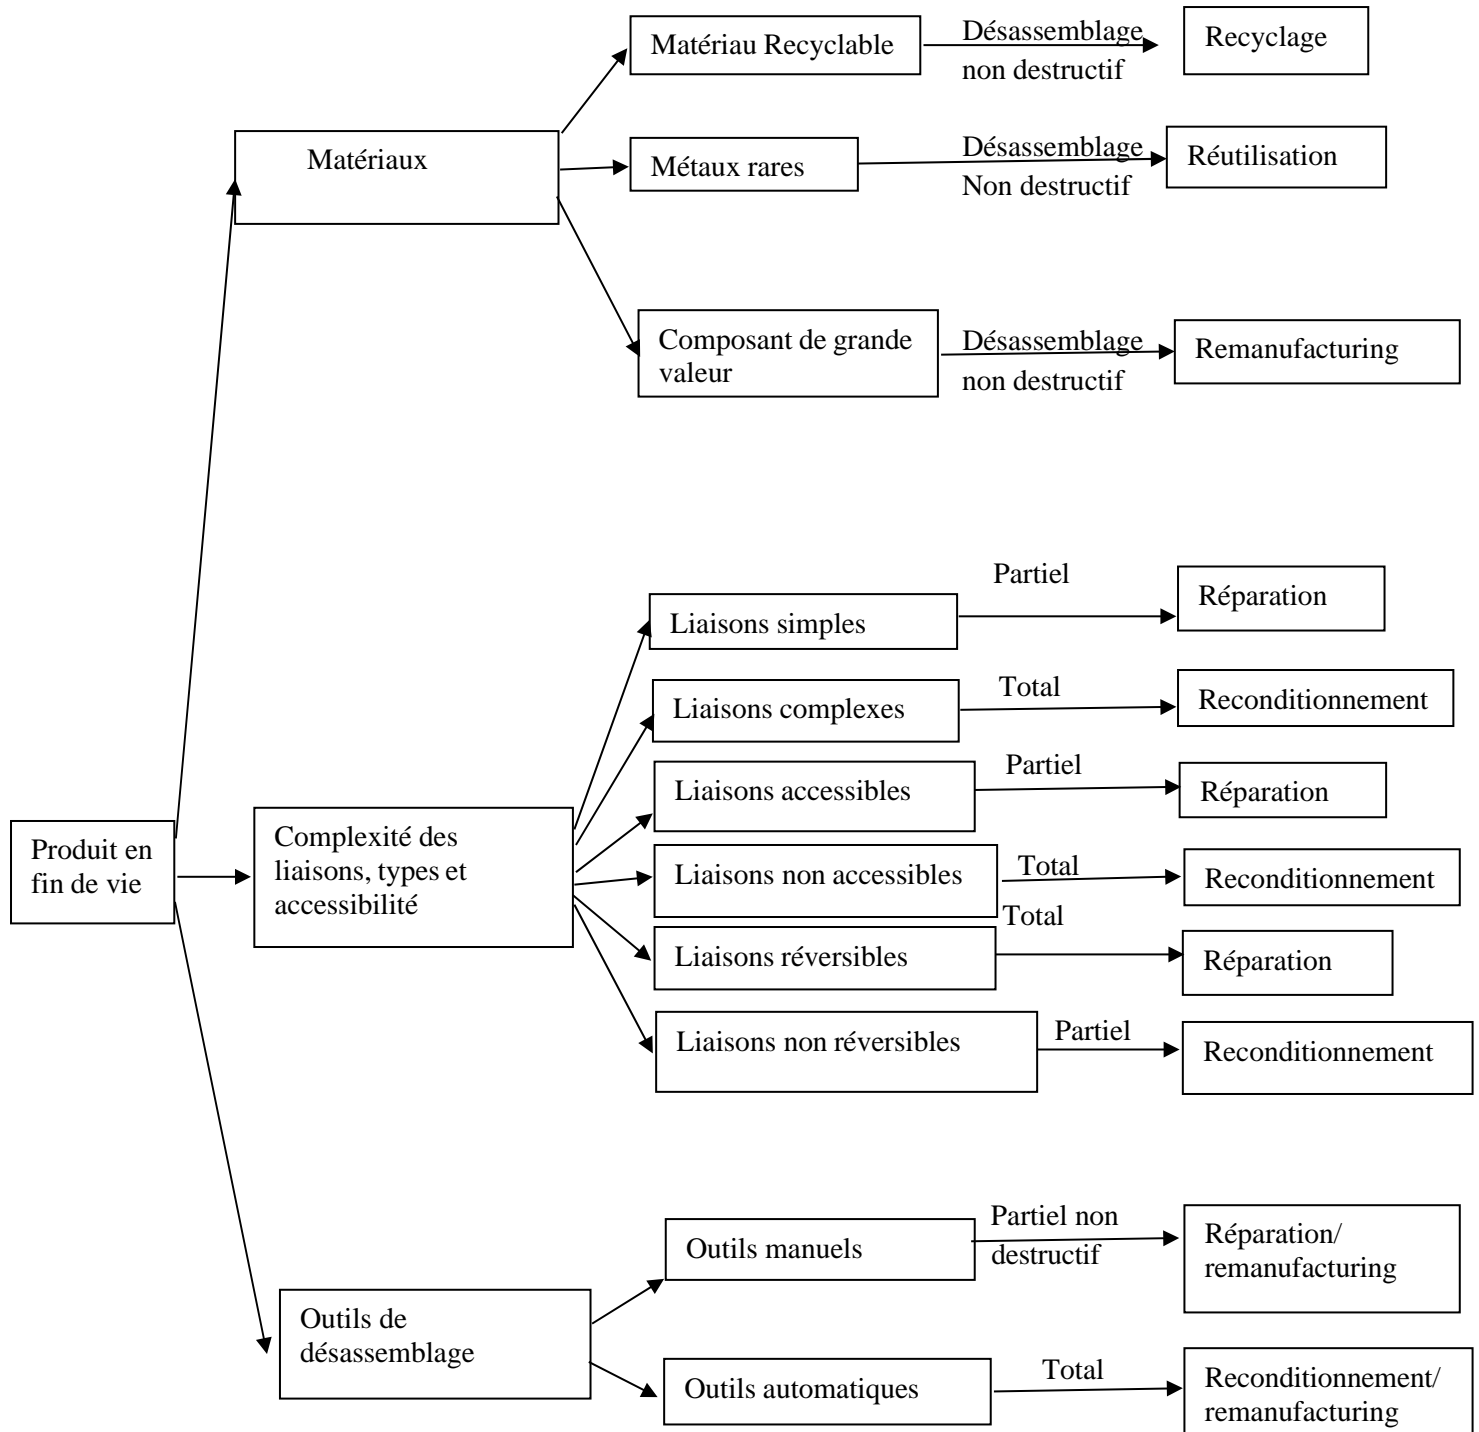 Matériau Recyclable
Désassemblage
non destructif
Recyclage
Matériaux
Métaux rares
Désassemblage
Non destructif
Réutilisation
Composant de grande
valeur
Désassemblage
non destructif
Remanufacturing
Liaisons simples
Partiel
Réparation
Liaisons complexes
Total
Reconditionnement
Liaisons accessibles
Partiel
Réparation
Produit en
fin de vie
Complexité des
liaisons, types et
accessibilité
Liaisons non accessibles
Total
Reconditionnement
Liaisons réversibles
Total
Réparation
Liaisons non réversibles
Partiel
Reconditionnement
Outils manuels
Partiel non
destructif
Réparation/
remanufacturing
Outils de
désassemblage
Outils automatiques
Total
Reconditionnement/
remanufacturing